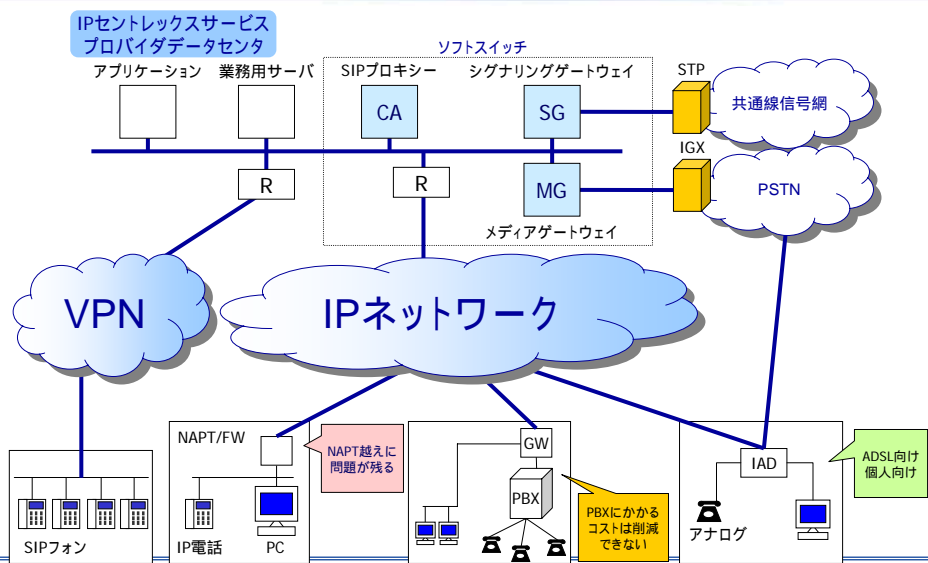 IPセントレックスサービス
プロバイダデータセンタ
ソフトスイッチ
アプリケーション
業務用サーバ
SIPプロキシー
シグナリングゲートウェイ
STP
共通線信号網
CA
SG
IGX
R
R
MG
PSTN
メディアゲートウェイ
VPN
IPネットワーク
NAPT/FW
NAPT越えに
問題が残る
GW
PBX
PBXにかかる
コストは削減
できない
IAD
ADSL向け
個人向け
アナログ
SIPフォン
IP電話
PC